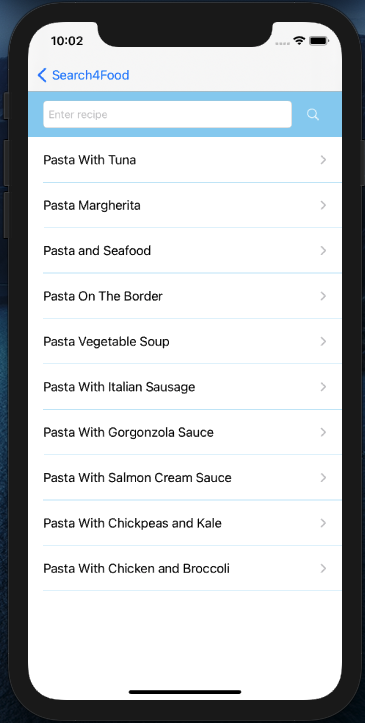 10:02
Search4Food
Enter recipe
Pasta With Tuna
Pasta Margherita
Pasta and Seafood
Pasta On The Border
Pasta Vegetable Soup
Pasta With Italian Sausage
Pasta With Gorgonzola Sauce
Pasta With Salmon Cream Sauce
Pasta With Chickpeas and Kale
Pasta With Chicken and Broccoli